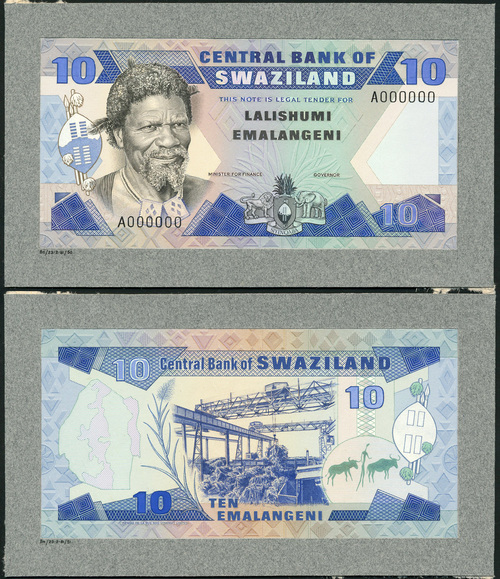 10
CENTRAL BANK OF
SWAZILAND
10
THIS NOTE IS LEGAL TENDER FOR
A000000
LALISHUMI
EMALANGENI
MINISTER FOR FINANCE
GOVERNOR
A000000
10
10
Central Bank of SWAZILAND
10
10
TEN
EMALANGENI